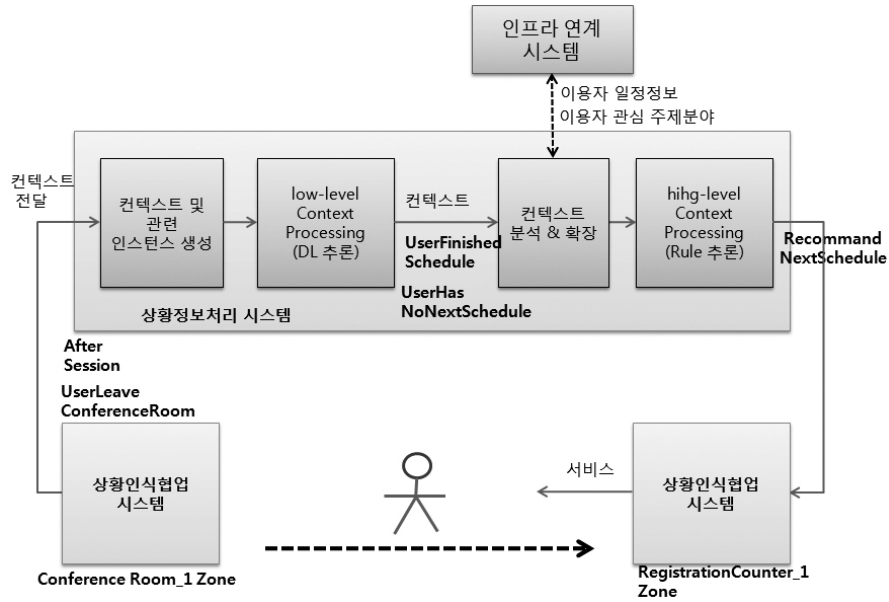 인프라 연계
시스템
이용자 일정정보
이용자 관심 주제분야
컨텍스트
전달
컨텍스트 및
관련
인스턴스 생성
low-level
Context
Processing
(DL 추론)
컨텍스트
UserFinished
Schedule
UserHas
NoNextSchedule
컨텍스트
분석 & 확장
hihg-level
Context
Processing
(Rule 추론)
Recommand
NextSchedule
상황정보처리 시스템
After
Session
UserLeave
ConferenceRoom
상황인식협업
시스템
Conference Room_1 Zone
서비스
상황인식협업
시스템
RegistrationCounter_1
Zone